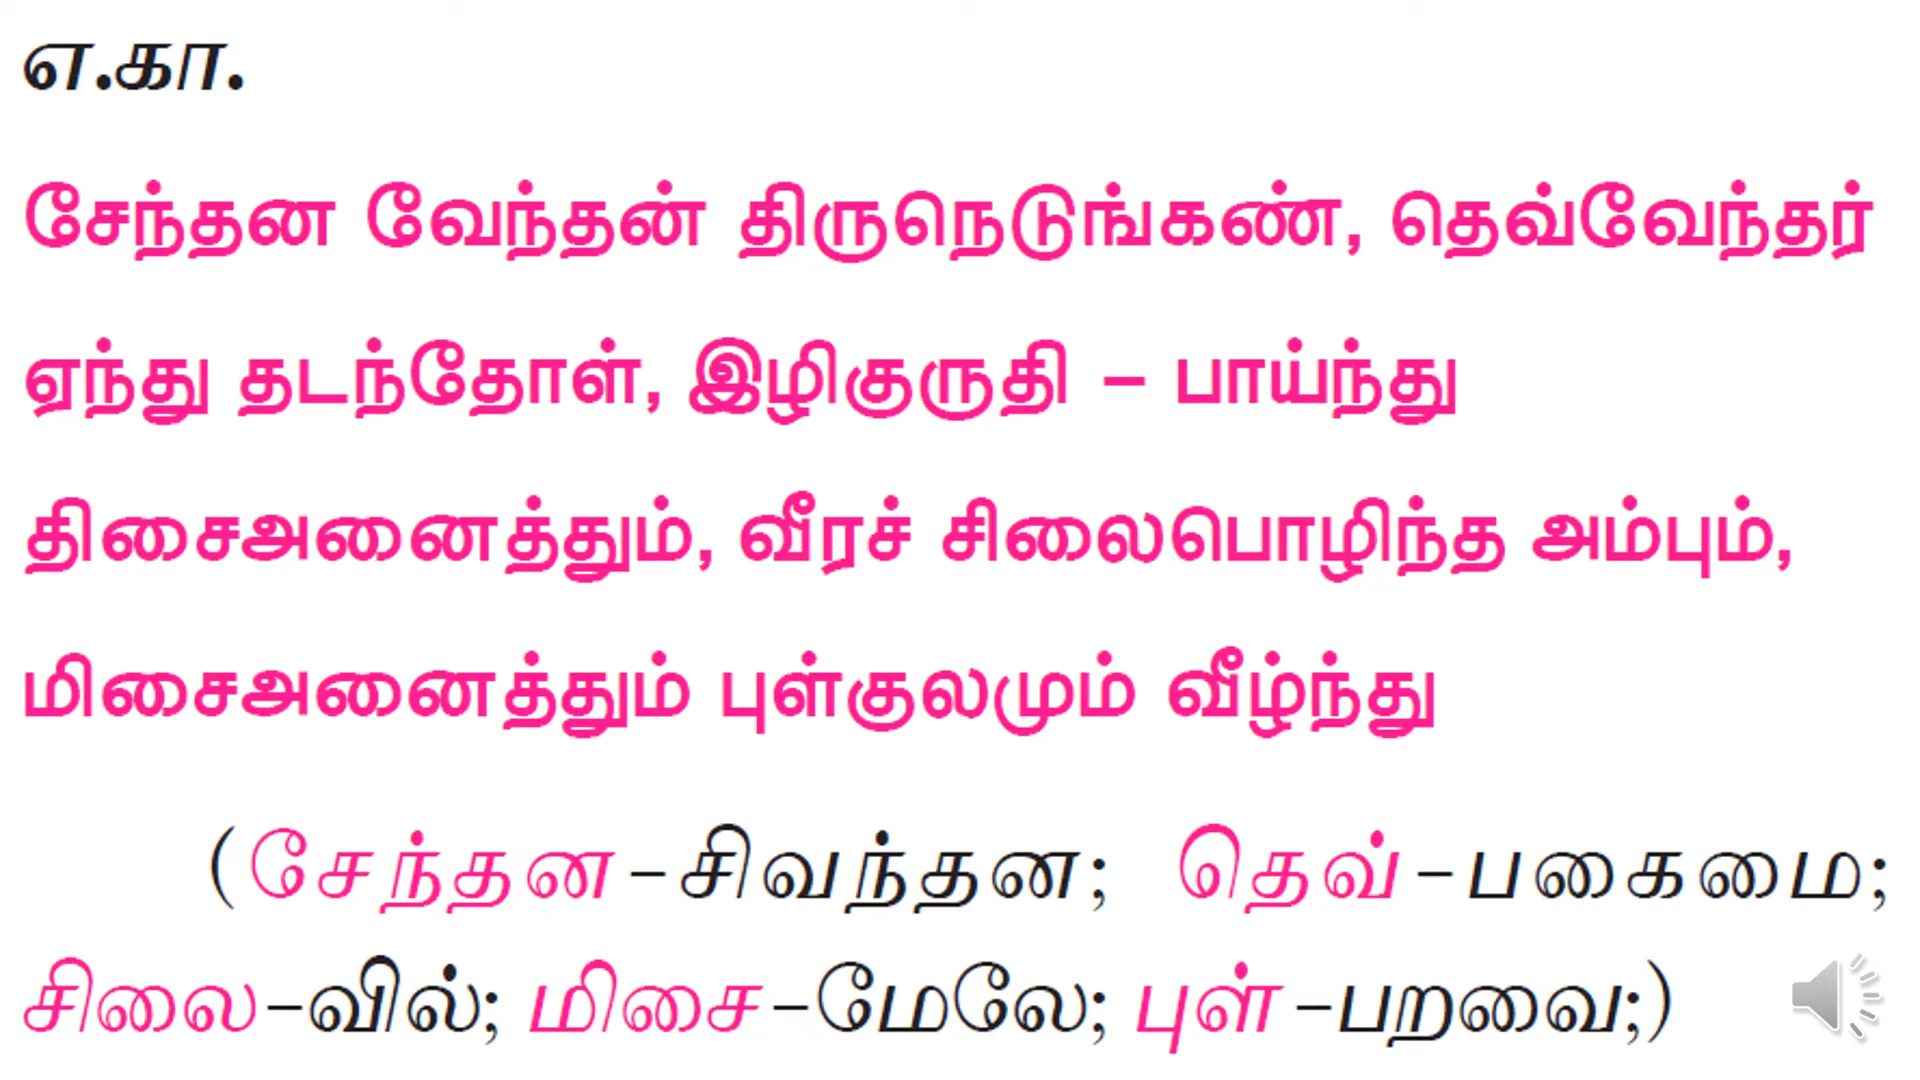 எ.கா.
சேந்தன வேந்தன் திருநெடுங்கண், தெவ்வேந்தர்
ஏந்து தடந்தோள், இழிகுருதி – பாய்ந்து
திசைஅனைத்தும், வீரச் சிலைபொழிந்த அம்பும்,
மிசைஅனைத்தும் புள்குலமும் வீழ்ந்து
(சேந்தன-சிவந்தன; தெவ்-பகைமை;
சிலை-வில்; மிசை-மேலே; புள்-பறவை;)